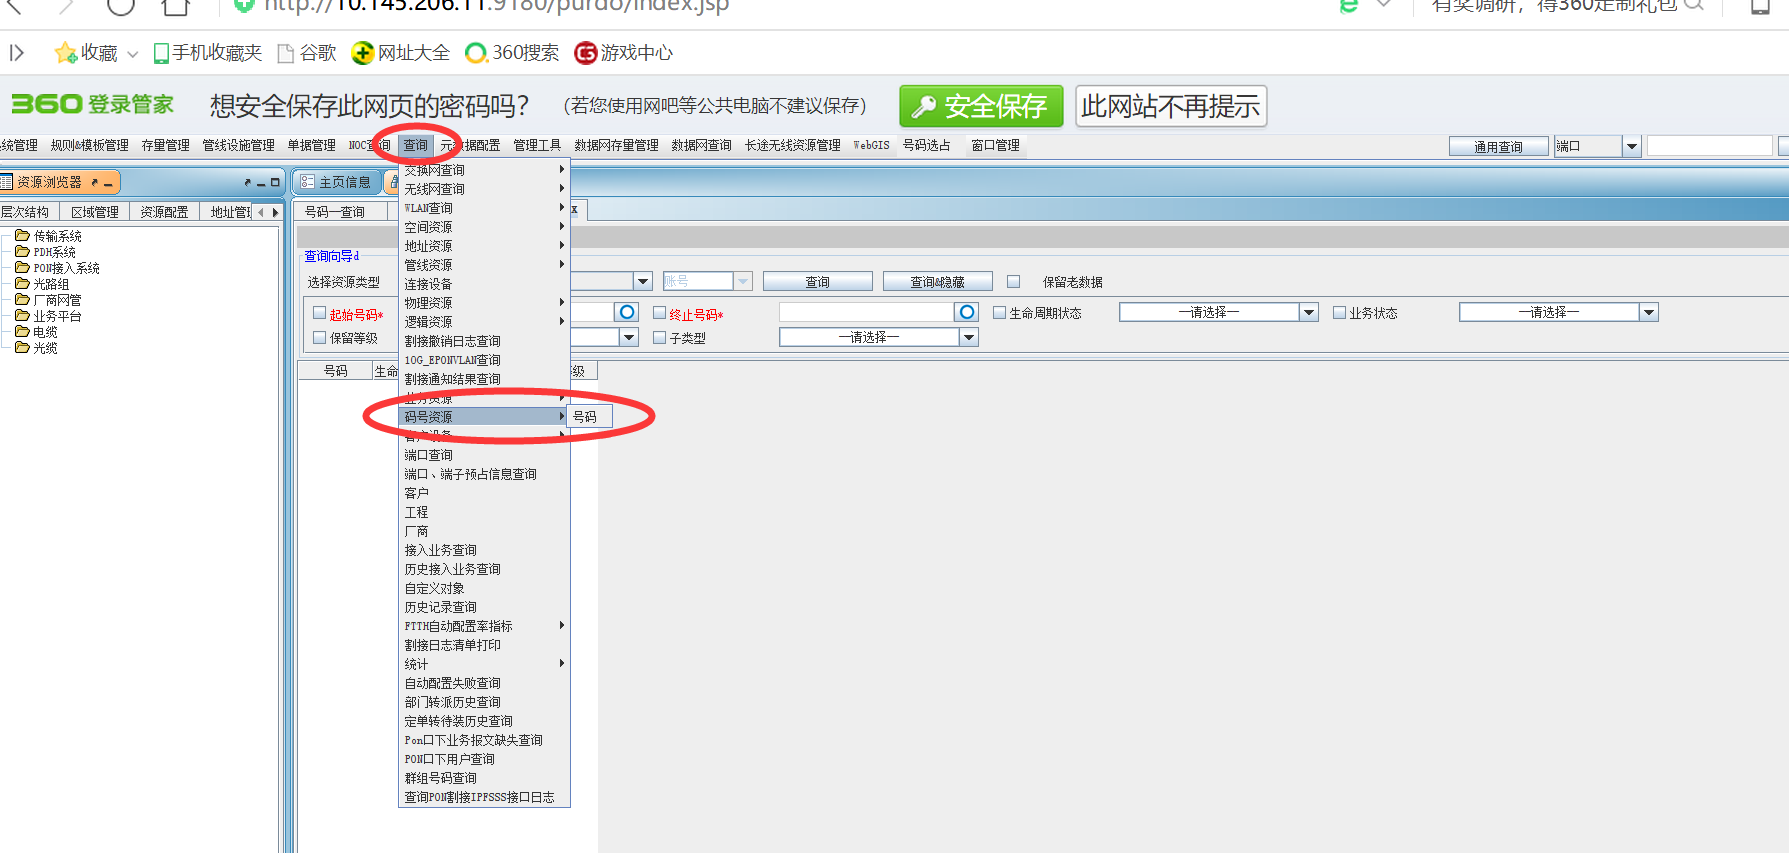 http://10.145.206.11:9180/purdo/index.jsp
有奖调研，得360定制礼包
收藏 手机收藏夹 谷歌 网址大全 360搜索 游戏中心
360登录管家 想安全保存此网页的密码吗？ （若您使用网吧等公共电脑不建议保存） 安全保存 此网站不再提示
统管理 规则&模板管理 存量管理 管线设施管理 单据管理 NOC查询 查询 元数据配置 管理工具 数据网存量管理 数据网查询 长途无线资源管理 WebGIS 号码选占 窗口管理 通用查询 端口
资源浏览器 主页信息
层次结构 区域管理 资源配置 地址管 号码—查询 x
传输系统
PDH系统
PON接入系统
光路组
厂商网管
业务平台
电缆
光缆
查询向导d
选择资源类型 账号 查询 查询&隐藏 保留老数据
起始号码* 终止号码* 生命周期状态 —请选择— 业务状态 —请选择—
保留等级 子类型 —请选择—
号码 生命 级
交换网查询
无线网查询
WLAN查询
空间资源
地址资源
管线资源
连接设备
物理资源
逻辑资源
割接撤销日志查询
10G_EPONVLAN查询
割接通知结果查询
业务资源
码号资源 号码
客户设备
端口查询
端口、端子预占信息查询
客户
工程
厂商
接入业务查询
历史接入业务查询
自定义对象
历史记录查询
FTTH自动配置率指标
割接日志清单打印
统计
自动配置失败查询
部门转派历史查询
定单转待装历史查询
Pon口下业务报文缺失查询
PON口下用户查询
群组号码查询
查询PON割接IPFSSS接口日志